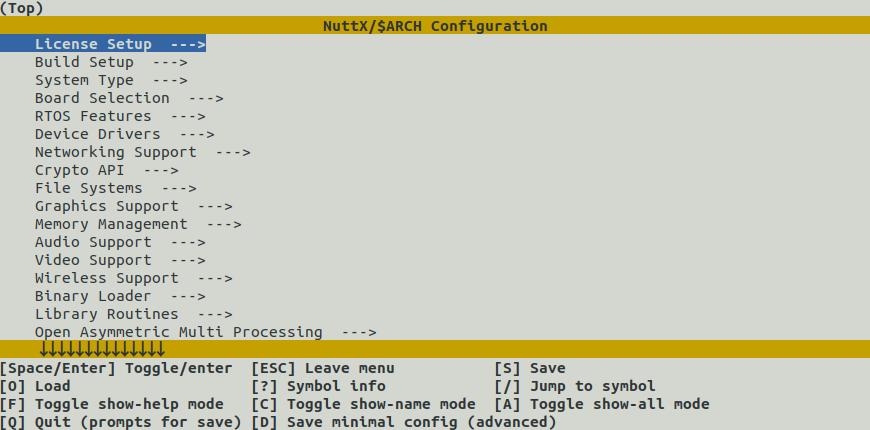 (Top)
NuttX/$ARCH Configuration
License Setup  --->
Build Setup  --->
System Type  --->
Board Selection  --->
RTOS Features  --->
Device Drivers  --->
Networking Support  --->
Crypto API  --->
File Systems  --->
Graphics Support  --->
Memory Management  --->
Audio Support  --->
Video Support  --->
Wireless Support  --->
Binary Loader  --->
Library Routines  --->
Open Asymmetric Multi Processing  --->
↓↓↓↓↓↓↓↓↓↓↓↓↓↓
[Space/Enter] Toggle/enter  [ESC] Leave menu           [S] Save
[O] Load                    [?] Symbol info            [/] Jump to symbol
[F] Toggle show-help mode   [C] Toggle show-name mode  [A] Toggle show-all mode
[Q] Quit (prompts for save) [D] Save minimal config (advanced)